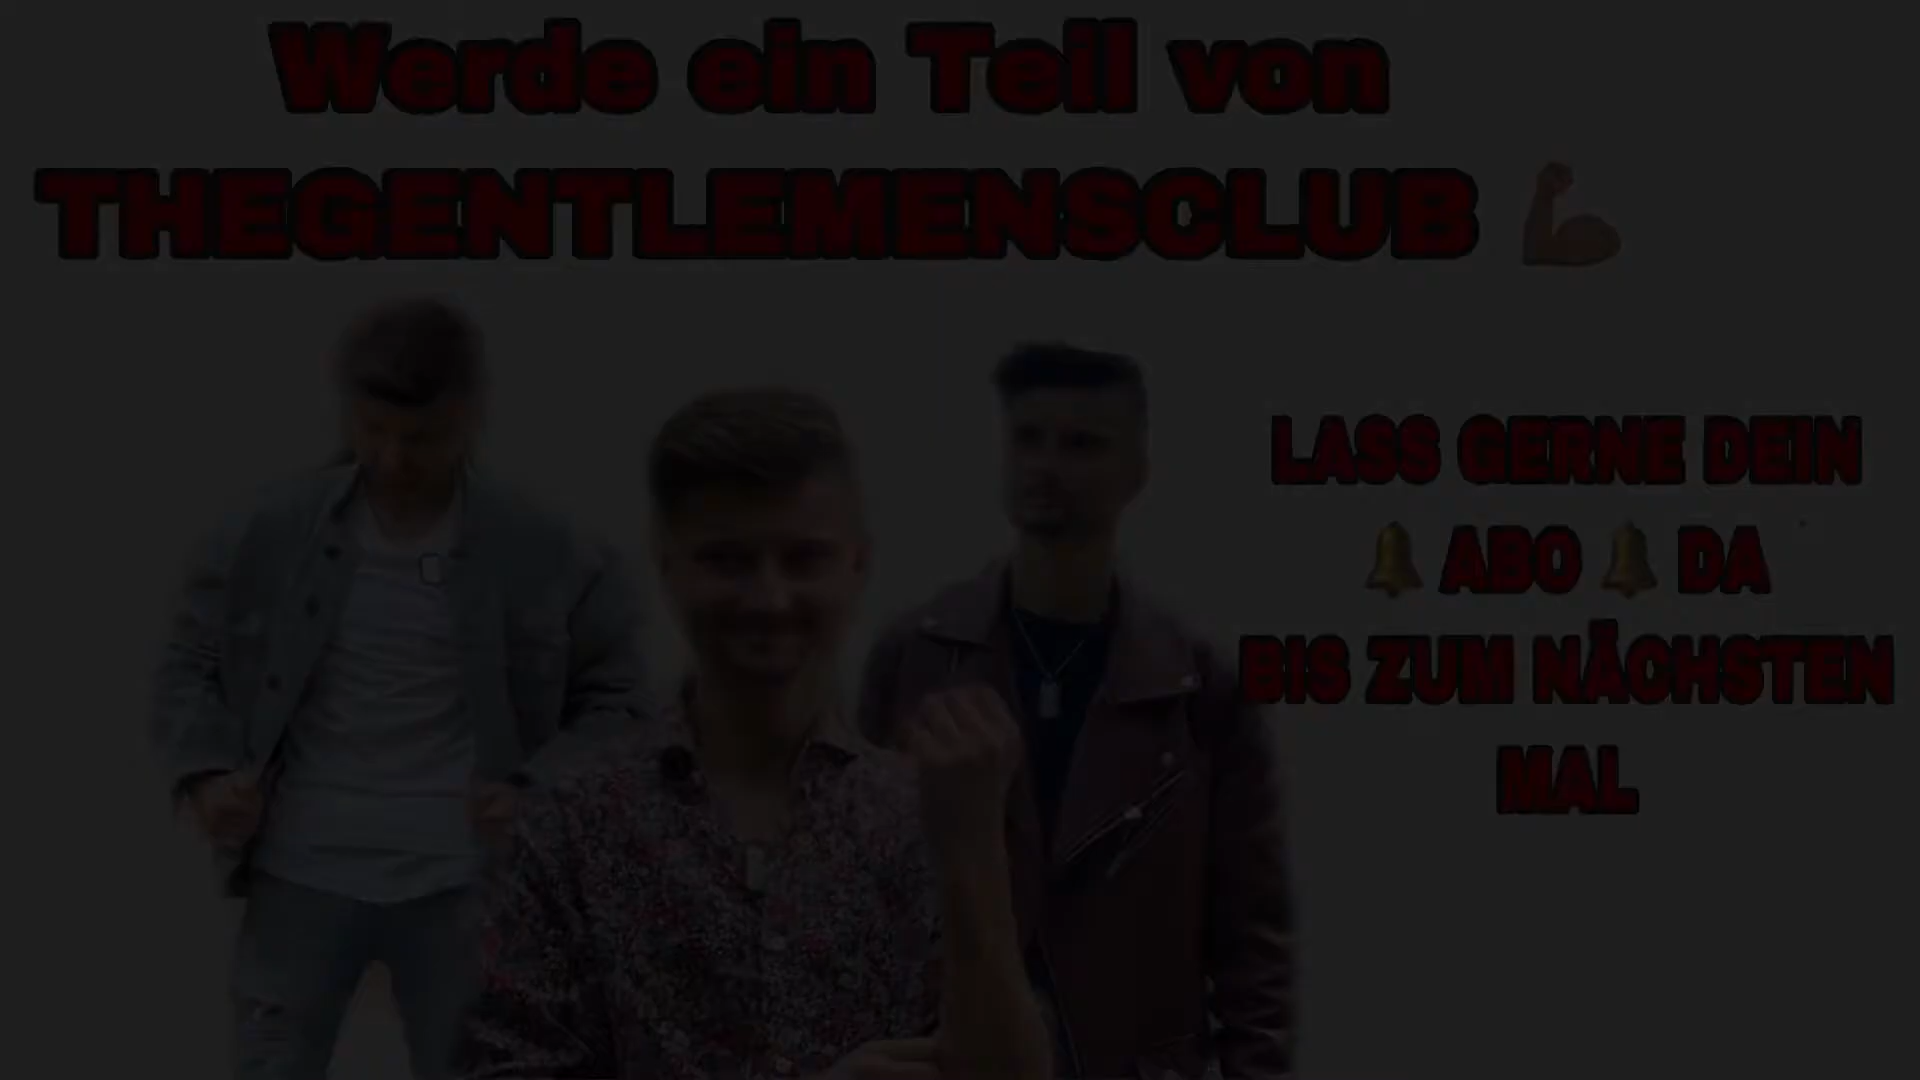 Werde ein Teil von
THEGENTLEMENSCLUB 💪🏽
LASS GERNE DEIN
🔔 ABO 🔔 DA
BIS ZUM NÄCHSTEN
MAL